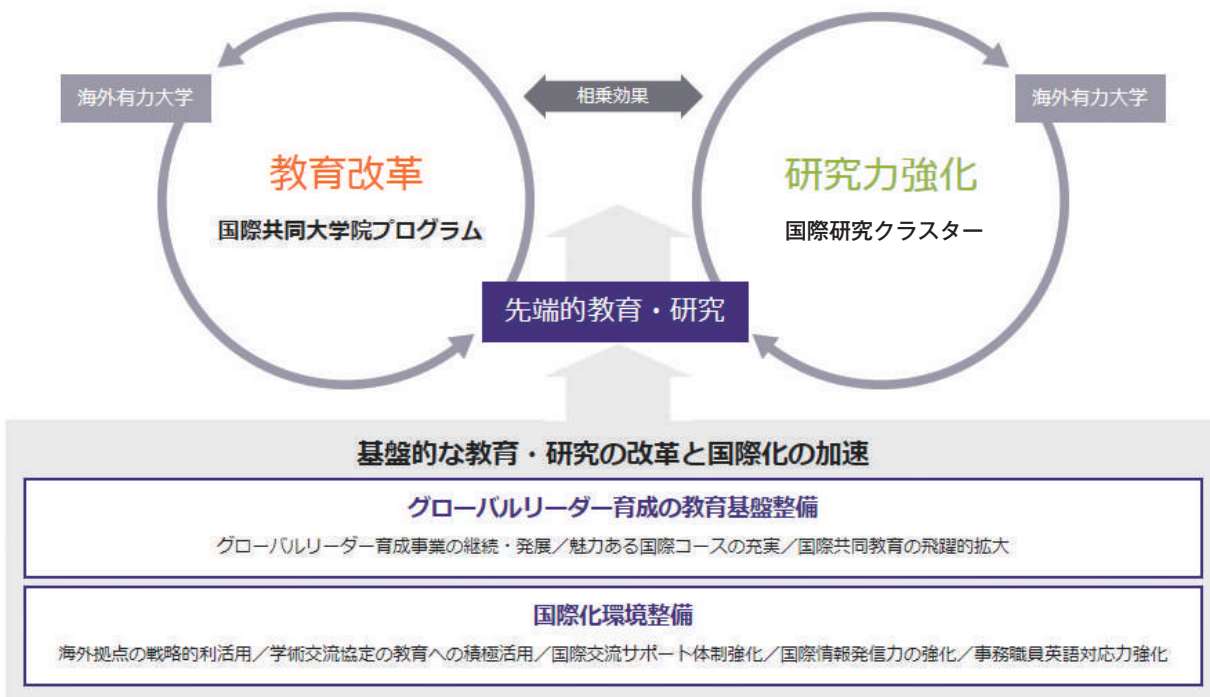 海外有力大学
相乗効果
海外有力大学
教育改革
国際共同大学院プログラム
研究力強化
国際研究クラスター
先端的教育・研究
基盤的な教育・研究の改革と国際化の加速
グローバルリーダー育成の教育基盤整備
グローバルリーダー育成事業の継続・発展／魅力ある国際コースの充実／国際共同教育の飛躍的拡大
国際化環境整備
海外拠点の戦略的利活用／学術交流協定の教育への積極活用／国際交流サポート体制強化／国際情報発信力の強化／事務職員英語対応力強化